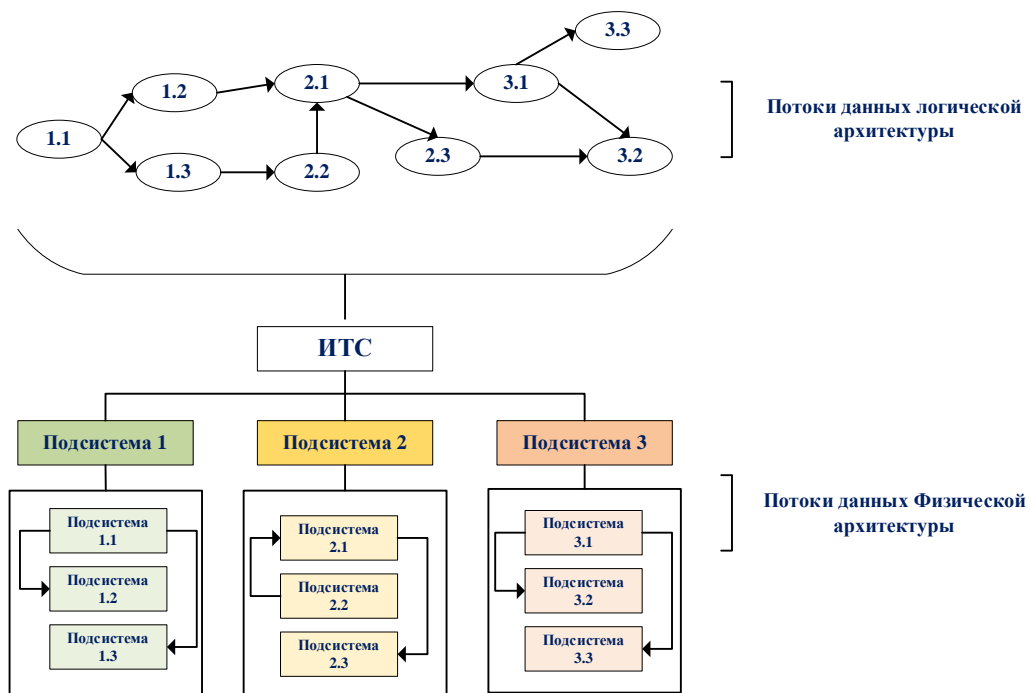 3.3
1.2
2.1
3.1
Потоки данных логической
архитектуры
1.1
1.3
2.2
2.3
3.2
ИТС
Подсистема 1
Подсистема 2
Подсистема 3
Потоки данных Физической
архитектуры
Подсистема
1.1
Подсистема
1.2
Подсистема
1.3
Подсистема
2.1
Подсистема
2.2
Подсистема
2.3
Подсистема
3.1
Подсистема
3.2
Подсистема
3.3